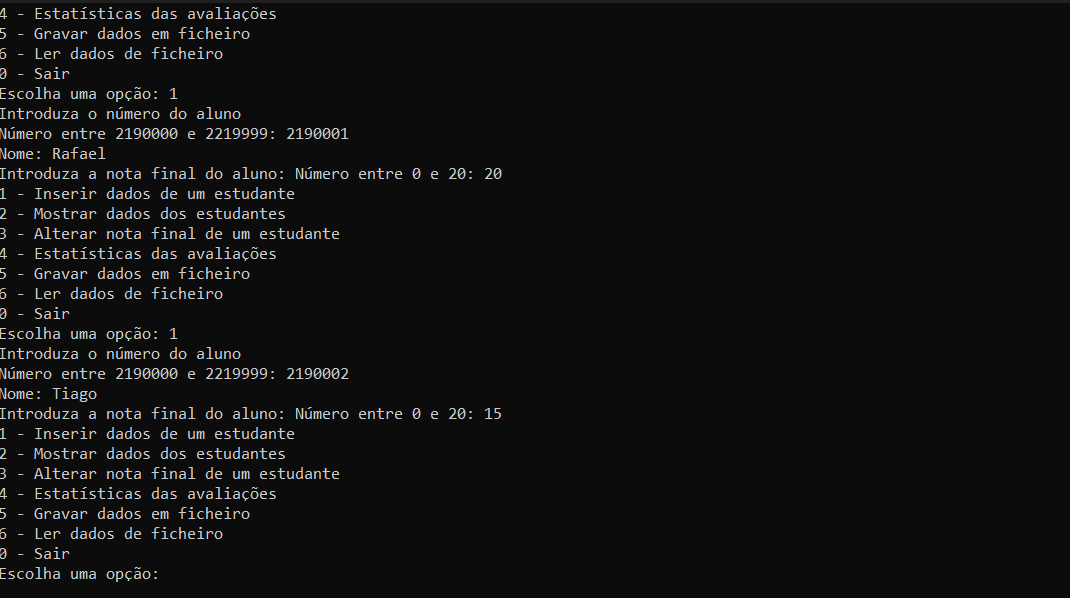 4 - Estatísticas das avaliações
5 - Gravar dados em ficheiro
6 - Ler dados de ficheiro
0 - Sair
Escolha uma opção: 1
Introduza o número do aluno
Número entre 2190000 e 2219999: 2190001
Nome: Rafael
Introduza a nota final do aluno: Número entre 0 e 20: 20
1 - Inserir dados de um estudante
2 - Mostrar dados dos estudantes
3 - Alterar nota final de um estudante
4 - Estatísticas das avaliações
5 - Gravar dados em ficheiro
6 - Ler dados de ficheiro
0 - Sair
Escolha uma opção: 1
Introduza o número do aluno
Número entre 2190000 e 2219999: 2190002
Nome: Tiago
Introduza a nota final do aluno: Número entre 0 e 20: 15
1 - Inserir dados de um estudante
2 - Mostrar dados dos estudantes
3 - Alterar nota final de um estudante
4 - Estatísticas das avaliações
5 - Gravar dados em ficheiro
6 - Ler dados de ficheiro
0 - Sair
Escolha uma opção: